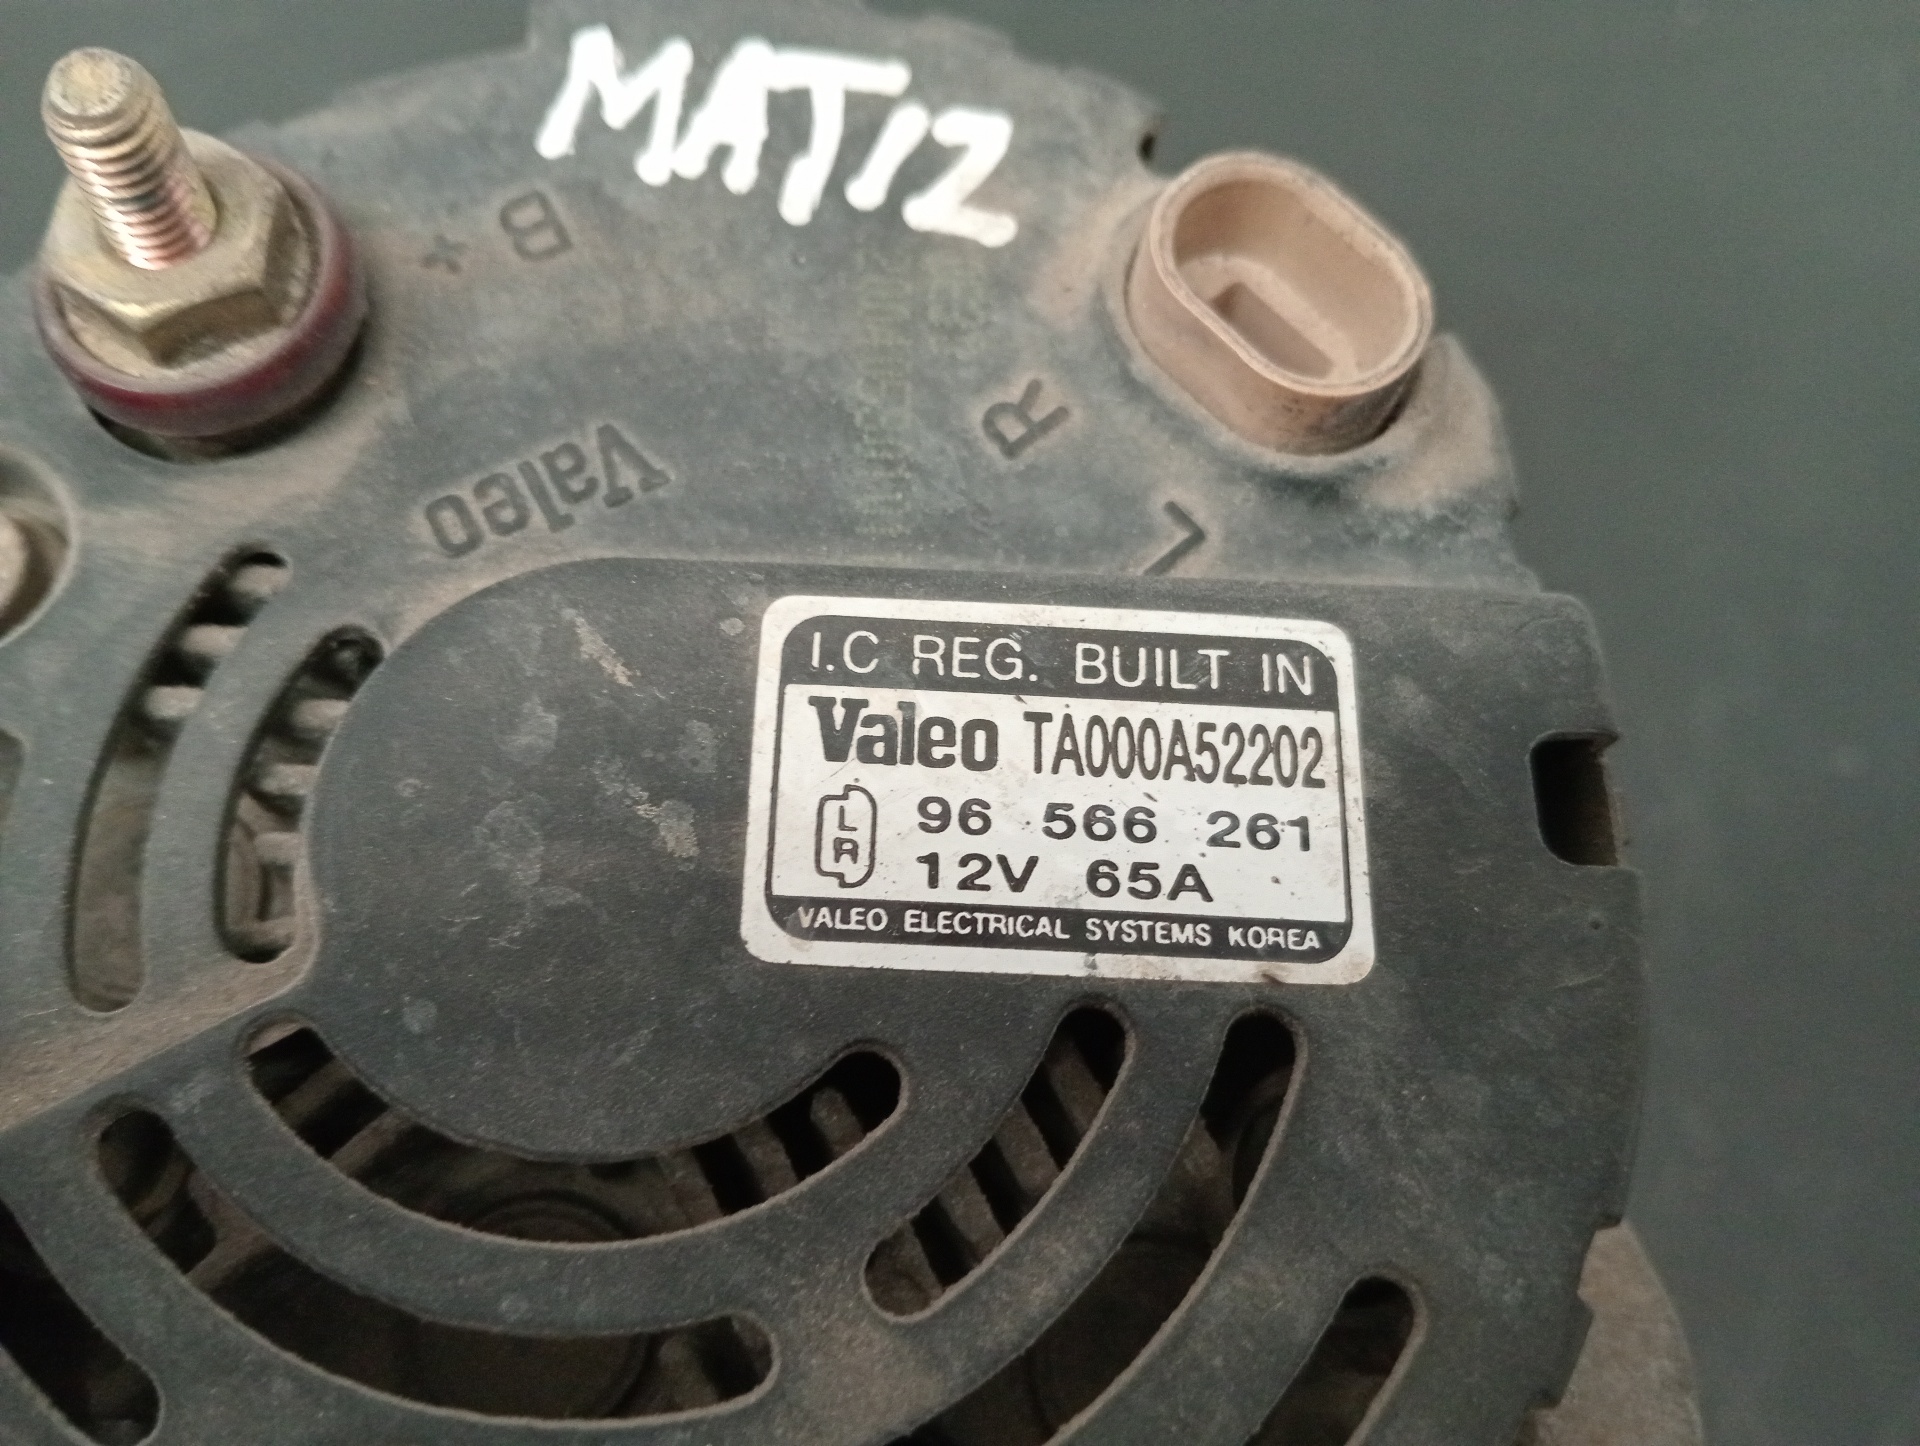 MATIZ
B +
R
L
Valeo
I.C REG. BUILT IN
Valeo TA000A52202
L
R
96 566 261
12V 65A
VALEO ELECTRICAL SYSTEMS KOREA